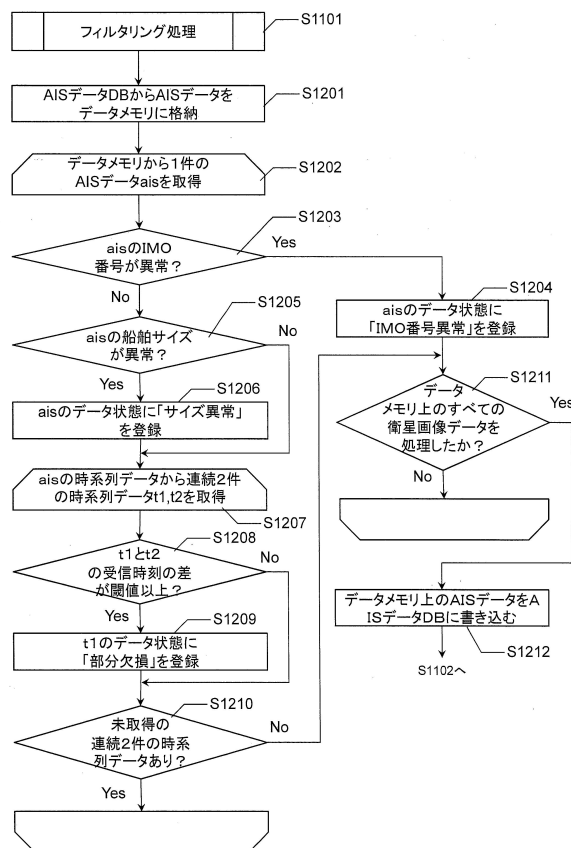 フィルタリング処理
S1101
AISデータDBからAISデータを
データメモリに格納
S1201
データメモリから1件の
AISデータaisを取得
S1202
S1203
aisのIMO
番号が異常?
Yes
No
S1204
aisのデータ状態に
「IMO番号異常」を登録
S1205
aisの船舶サイズ
が異常?
No
Yes
S1206
aisのデータ状態に「サイズ異常」
を登録
S1211
データ
メモリ上のすべての
衛星画像データを
処理したか?
Yes
No
aisの時系列データから連続2件
の時系列データt1,t2を取得
S1207
S1208
t1とt2
の受信時刻の差
が閾値以上?
No
Yes
S1209
t1のデータ状態に
「部分欠損」を登録
データメモリ上のAISデータをA
ISデータDBに書き込む
S1212
S1102へ
S1210
未取得の
連続2件の時系
列データあり?
No
Yes